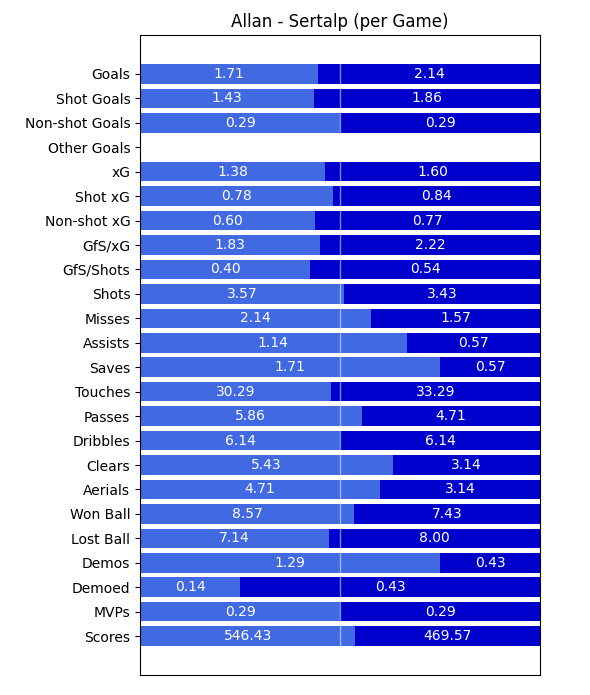 Allan - Sertalp (per Game)
Goals 1.71 2.14
Shot Goals 1.43 1.86
Non-shot Goals 0.29 0.29
Other Goals
xG 1.38 1.60
Shot xG 0.78 0.84
Non-shot xG 0.60 0.77
GfS/xG 1.83 2.22
GfS/Shots 0.40 0.54
Shots 3.57 3.43
Misses 2.14 1.57
Assists 1.14 0.57
Saves 1.71 0.57
Touches 30.29 33.29
Passes 5.86 4.71
Dribbles 6.14 6.14
Clears 5.43 3.14
Aerials 4.71 3.14
Won Ball 8.57 7.43
Lost Ball 7.14 8.00
Demos 1.29 0.43
Demoed 0.14 0.43
MVPs 0.29 0.29
Scores 546.43 469.57